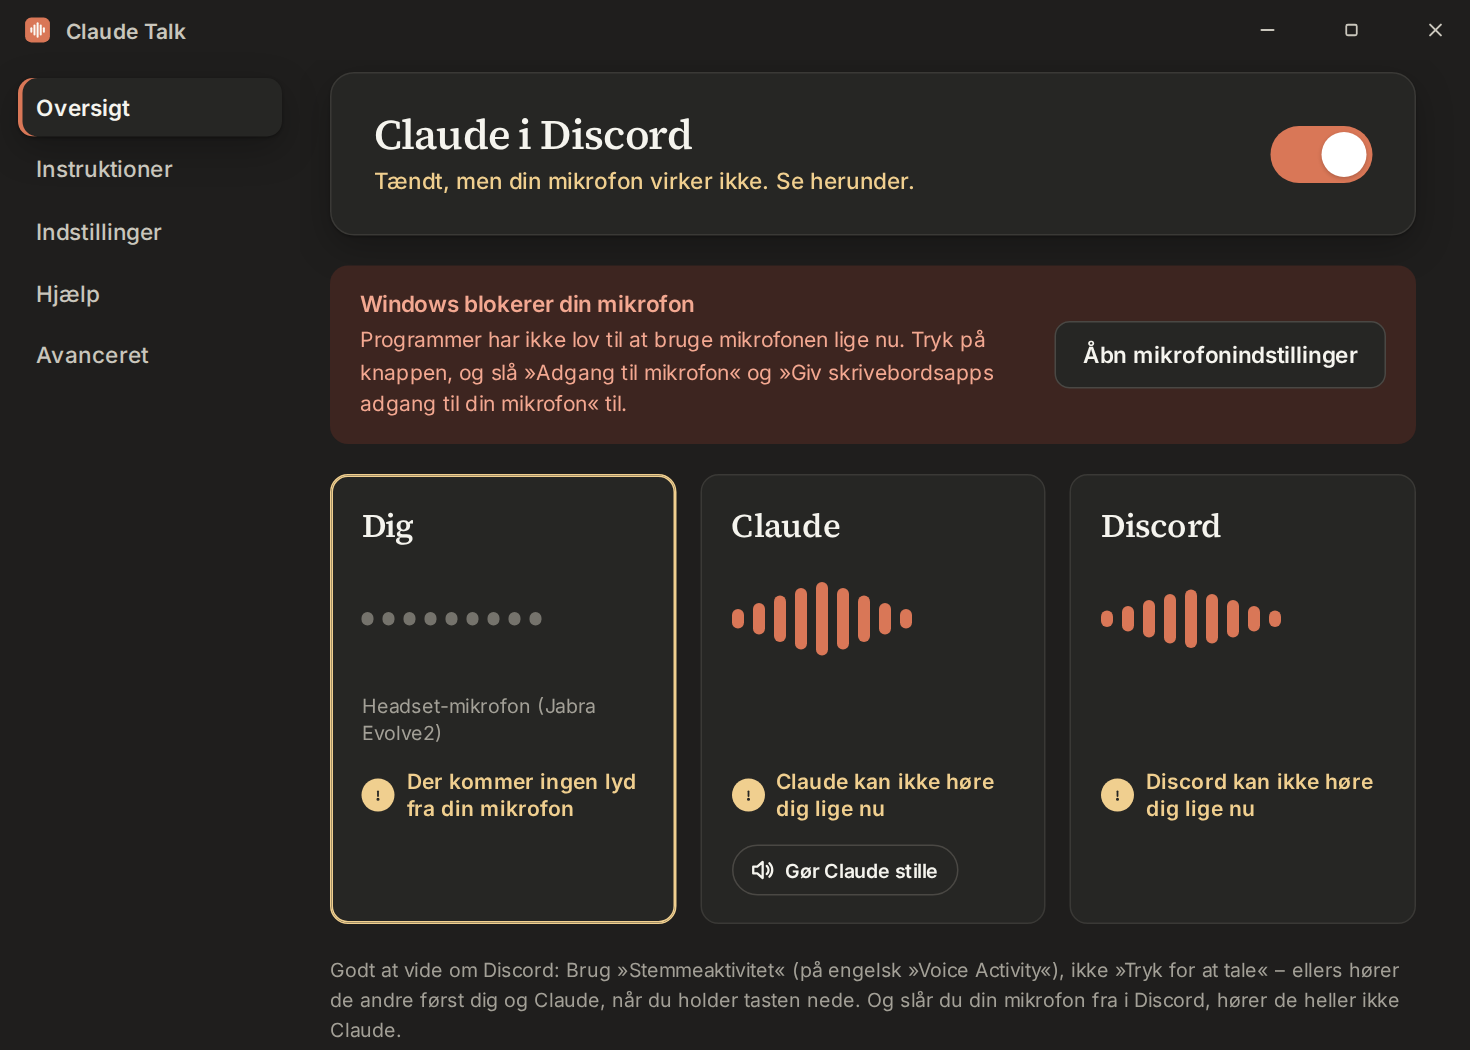 Claude Talk
Oversigt
Instruktioner
Indstillinger
Hjælp
Avanceret
Claude i Discord
Tændt, men din mikrofon virker ikke. Se herunder.
Windows blokerer din mikrofon
Programmer har ikke lov til at bruge mikrofonen lige nu. Tryk på
knappen, og slå »Adgang til mikrofon« og »Giv skrivebordsapps
adgang til din mikrofon« til.
Åbn mikrofonindstillinger
Dig
Headset-mikrofon (Jabra
Evolve2)
Der kommer ingen lyd
fra din mikrofon
Claude
Claude kan ikke høre
dig lige nu
Gør Claude stille
Discord
Discord kan ikke høre
dig lige nu
Godt at vide om Discord: Brug »Stemmeaktivitet« (på engelsk »Voice Activity«), ikke »Tryk for at tale« – ellers hører
de andre først dig og Claude, når du holder tasten nede. Og slår du din mikrofon fra i Discord, hører de heller ikke
Claude.